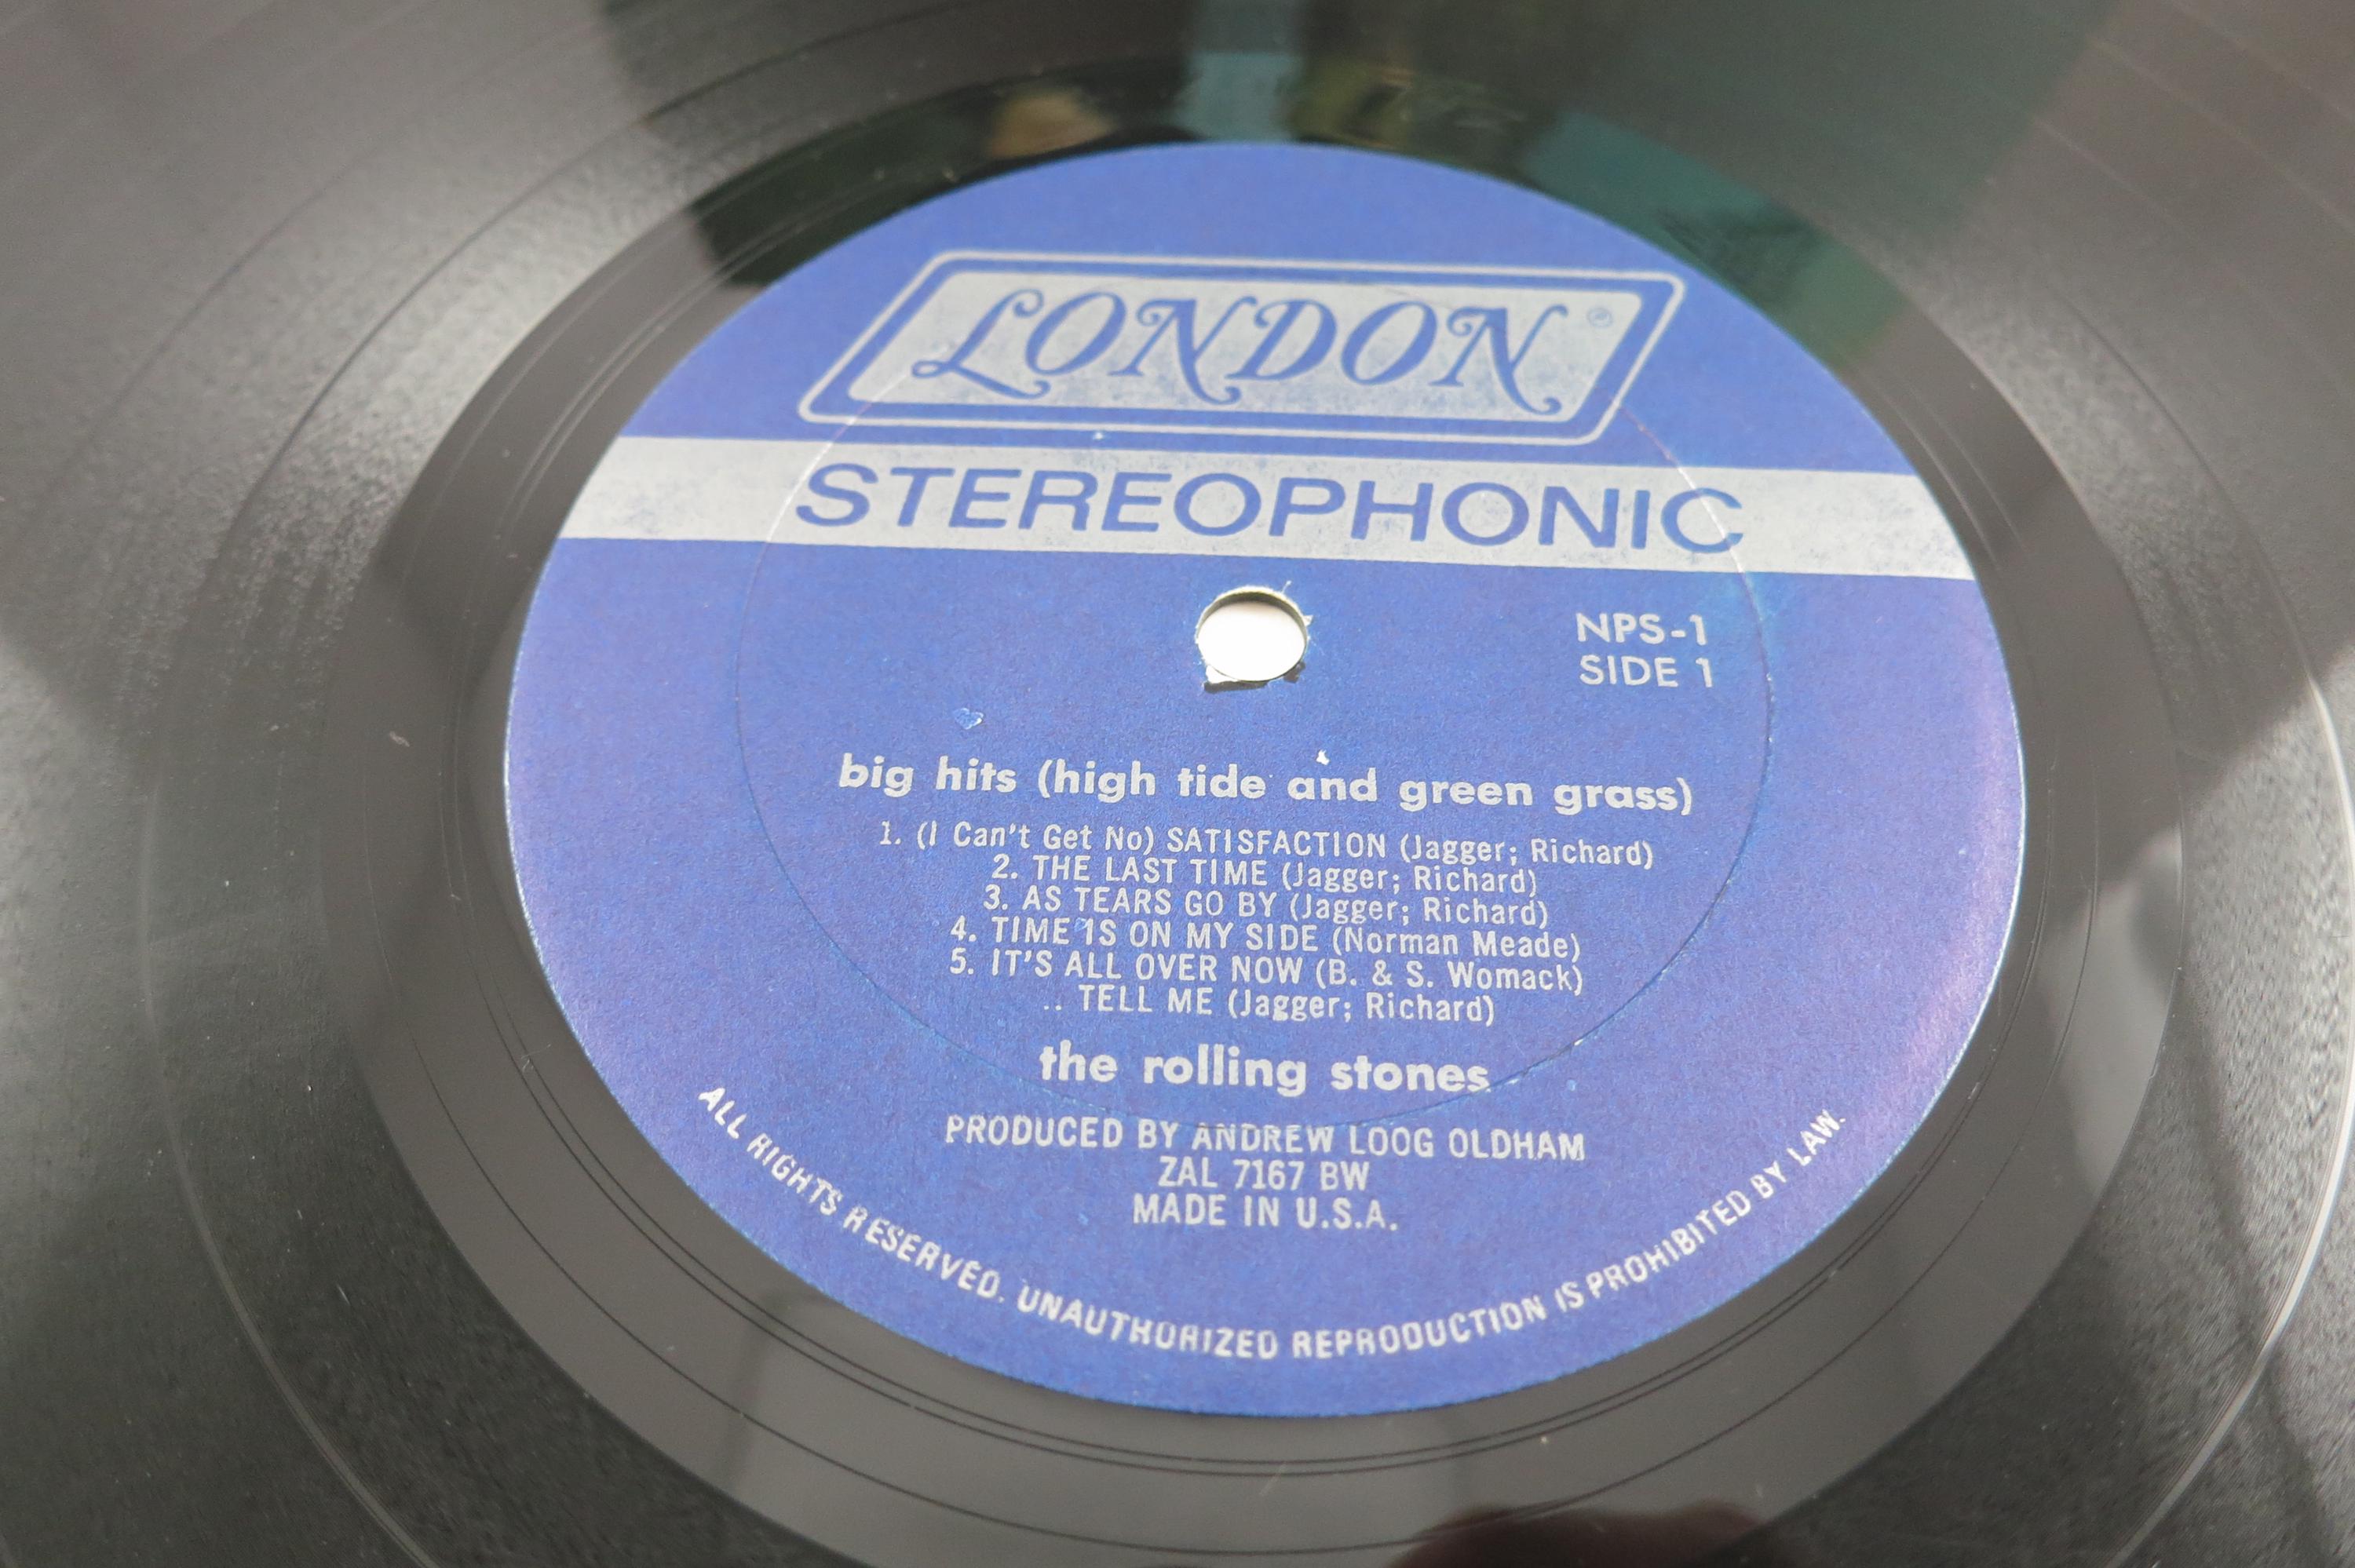 LONDON®
STEREOPHONIC
NPS-1
SIDE 1
big hits (high tide and green grass)
1. (I Can't Get No) SATISFACTION (Jagger; Richard)
2. THE LAST TIME (Jagger; Richard)
3. AS TEARS GO BY (Jagger; Richard)
4. TIME IS ON MY SIDE (Norman Meade)
5. IT'S ALL OVER NOW (B. & S. Womack)
.. TELL ME (Jagger; Richard)
the rolling stones
PRODUCED BY ANDREW LOOG OLDHAM
ZAL 7167 BW
MADE IN U.S.A.
ALL RIGHTS RESERVED. UNAUTHORIZED REPRODUCTION IS PROHIBITED BY LAW.